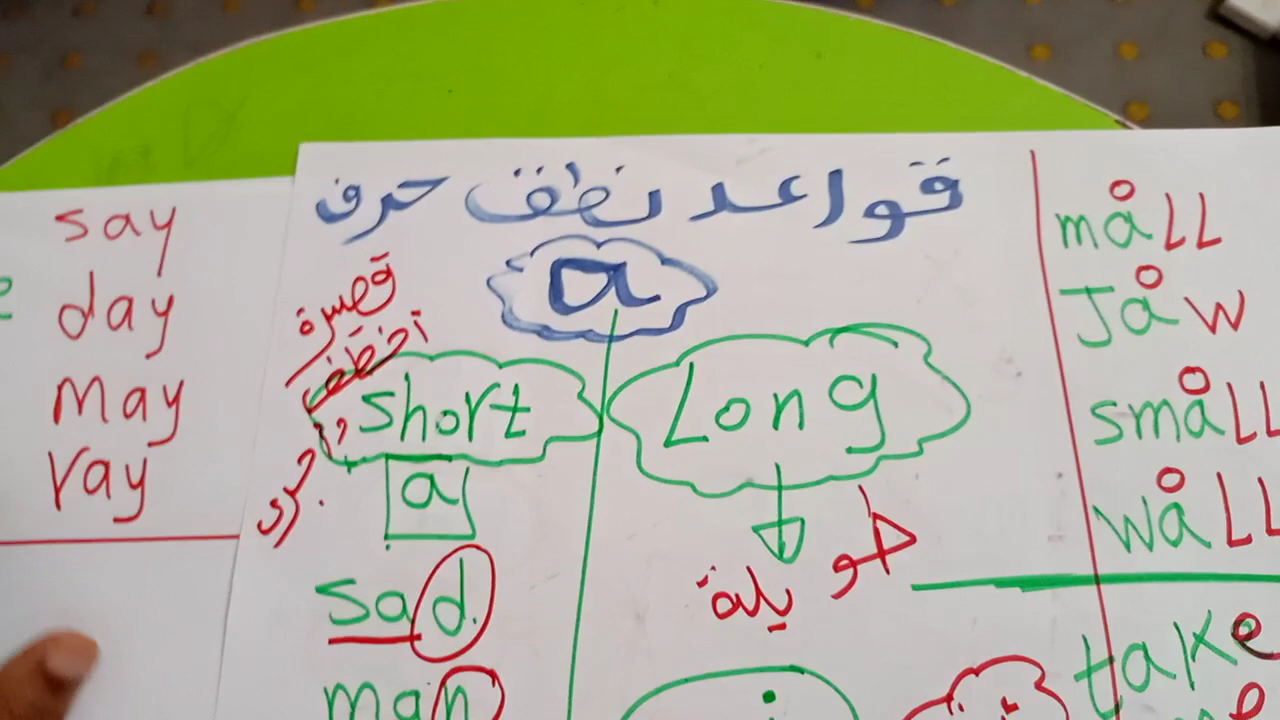 قواعد نطق حرف
a
قصيرة
أخطف
و
جرى
short
a
sad
man
Long
طويلة
mall
Jaw
small
wall
take
say
day
may
ray